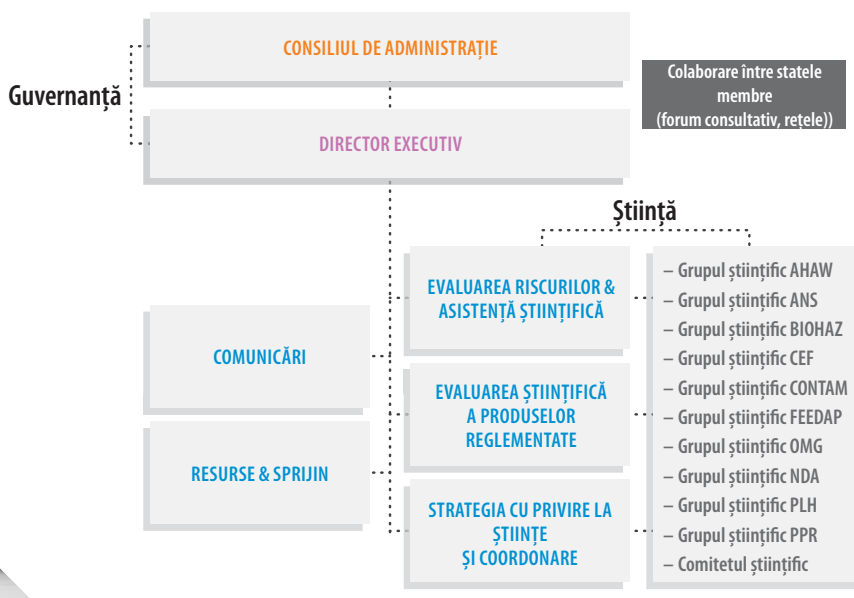 CONSILIUL DE ADMINISTRAȚIE
Guvernanță
Colaborare între statele
membre
(forum consultativ, rețele))
DIRECTOR EXECUTIV
Știință
EVALUAREA RISCURILOR &
ASISTENȚĂ ȘTIINȚIFICĂ
COMUNICĂRI
EVALUAREA ȘTIINȚIFICĂ
A PRODUSELOR
REGLEMENTATE
RESURSE & SPRIJIN
STRATEGIA CU PRIVIRE LA
ȘTIINȚE
ȘI COORDONARE
– Grupul științific AHAW
– Grupul științific ANS
– Grupul științific BIOHAZ
– Grupul științific CEF
– Grupul științific CONTAM
– Grupul științific FEEDAP
– Grupul științific OMG
– Grupul științific NDA
– Grupul științific PLH
– Grupul științific PPR
– Comitetul științific